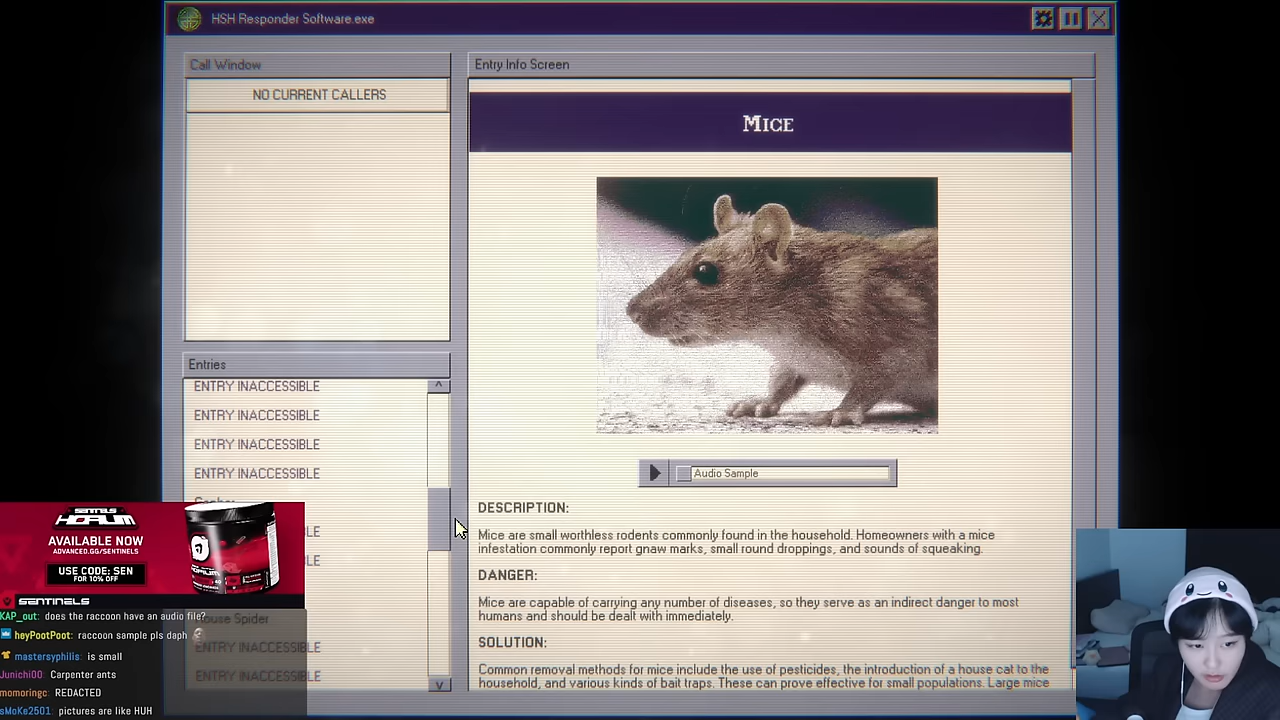 HSH Responder Software.exe
Call Window
NO CURRENT CALLERS
Entry Info Screen
MICE
Audio Sample
DESCRIPTION:
Mice are small worthless rodents commonly found in the household. Homeowners with a mice
infestation commonly report gnaw marks, small round droppings, and sounds of squeaking.
DANGER:
Mice are capable of carrying any number of diseases, so they serve as an indirect danger to most
humans and should be dealt with immediately.
SOLUTION:
Common removal methods for mice include the use of pesticides, the introduction of a house cat to the
household, and various kinds of bait traps. These can prove effective for small populations. Large mice
Entries
ENTRY INACCESSIBLE
ENTRY INACCESSIBLE
ENTRY INACCESSIBLE
ENTRY INACCESSIBLE
House Spider
ENTRY INACCESSIBLE
ENTRY INACCESSIBLE
AVAILABLE NOW
ADVANCED.GG/SENTINELS
USE CODE: SEN
FOR 10% OFF
SENTINELS
KAP_out: does the raccoon have an audio file?
heyPootPoot: raccoon sample pls daph
mastersyphilis: is small
Junichi00: Carpenter ants
momoringc: REDACTED
sMoKe2501: pictures are like HUH